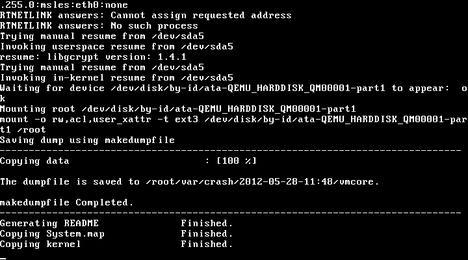 .255.0:msles:eth0:none
RTNETLINK answers: Cannot assign requested address
RTNETLINK answers: No such process
Trying manual resume from /dev/sda5
Invoking userspace resume from /dev/sda5
resume: libgcrypt version: 1.4.1
Trying manual resume from /dev/sda5
Invoking in-kernel resume from /dev/sda5
Waiting for device /dev/disk/by-id/ata-QEMU_HARDDISK_QM00001-part1 to appear:  o
k
Mounting root /dev/disk/by-id/ata-QEMU_HARDDISK_QM00001-part1
mount -o rw,acl,user_xattr -t ext3 /dev/disk/by-id/ata-QEMU_HARDDISK_QM00001-par
t1 /root
Saving dump using makedumpfile
-------------------------------------------------------------------------------
Copying data                       : [100 %]

The dumpfile is saved to /root/var/crash/2012-05-28-11:48/vmcore.

makedumpfile Completed.
-------------------------------------------------------------------------------
Generating README              Finished.
Copying System.map             Finished.
Copying kernel                 Finished.